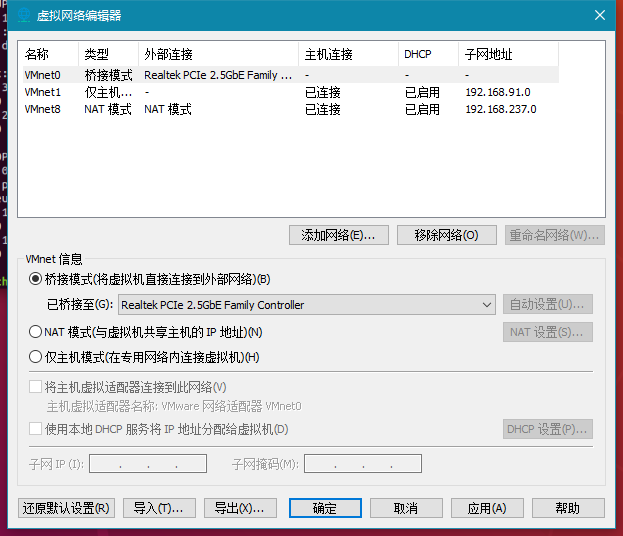 虚拟网络编辑器
名称 类型 外部连接 主机连接 DHCP 子网地址
VMnet0 桥接模式 Realtek PCIe 2.5GbE Family ... - - -
VMnet1 仅主机... - 已连接 已启用 192.168.91.0
VMnet8 NAT 模式 NAT 模式 已连接 已启用 192.168.237.0
添加网络(E)... 移除网络(O) 重命名网络(W)...
VMnet 信息
桥接模式(将虚拟机直接连接到外部网络)(B)
已桥接至(G): Realtek PCIe 2.5GbE Family Controller 自动设置(U)...
NAT 模式(与虚拟机共享主机的 IP 地址)(N) NAT 设置(S)...
仅主机模式(在专用网络内连接虚拟机)(H)
将主机虚拟适配器连接到此网络(V)
主机虚拟适配器名称: VMware 网络适配器 VMnet0
使用本地 DHCP 服务将 IP 地址分配给虚拟机(D) DHCP 设置(P)...
子网 IP (I): . . . 子网掩码(M): . . .
还原默认设置(R) 导入(T)... 导出(X)... 确定 取消 应用(A) 帮助